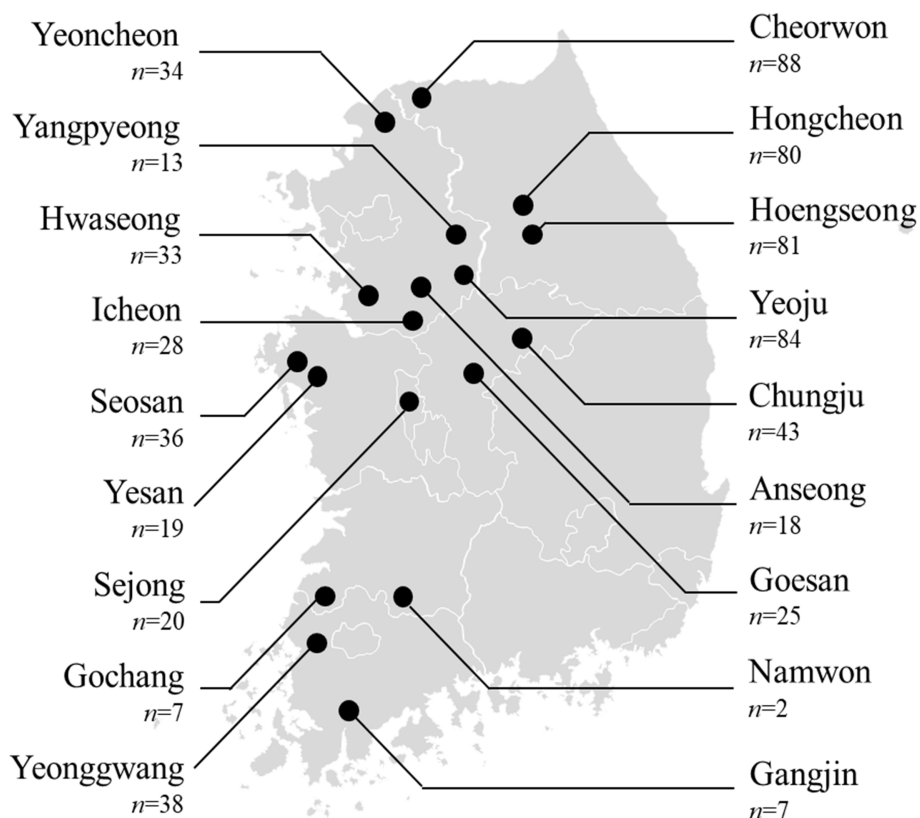 Yeoncheon
n=34
Yangpyeong
n=13
Hwaseong
n=33
Icheon
n=28
Seosan
n=36
Yesan
n=19
Sejong
n=20
Gochang
n=7
Yeonggwang
n=38
Cheorwon
n=88
Hongcheon
n=80
Hoengseong
n=81
Yeoju
n=84
Chungju
n=43
Anseong
n=18
Goesan
n=25
Namwon
n=2
Gangjin
n=7